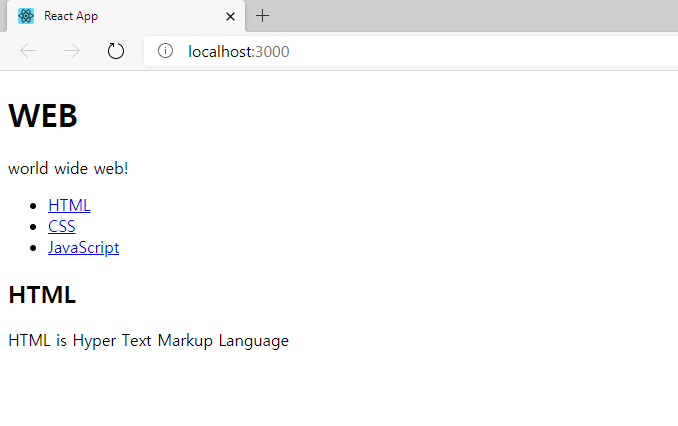 React App
localhost:3000
WEB
world wide web!
HTML
CSS
JavaScript
HTML
HTML is Hyper Text Markup Language